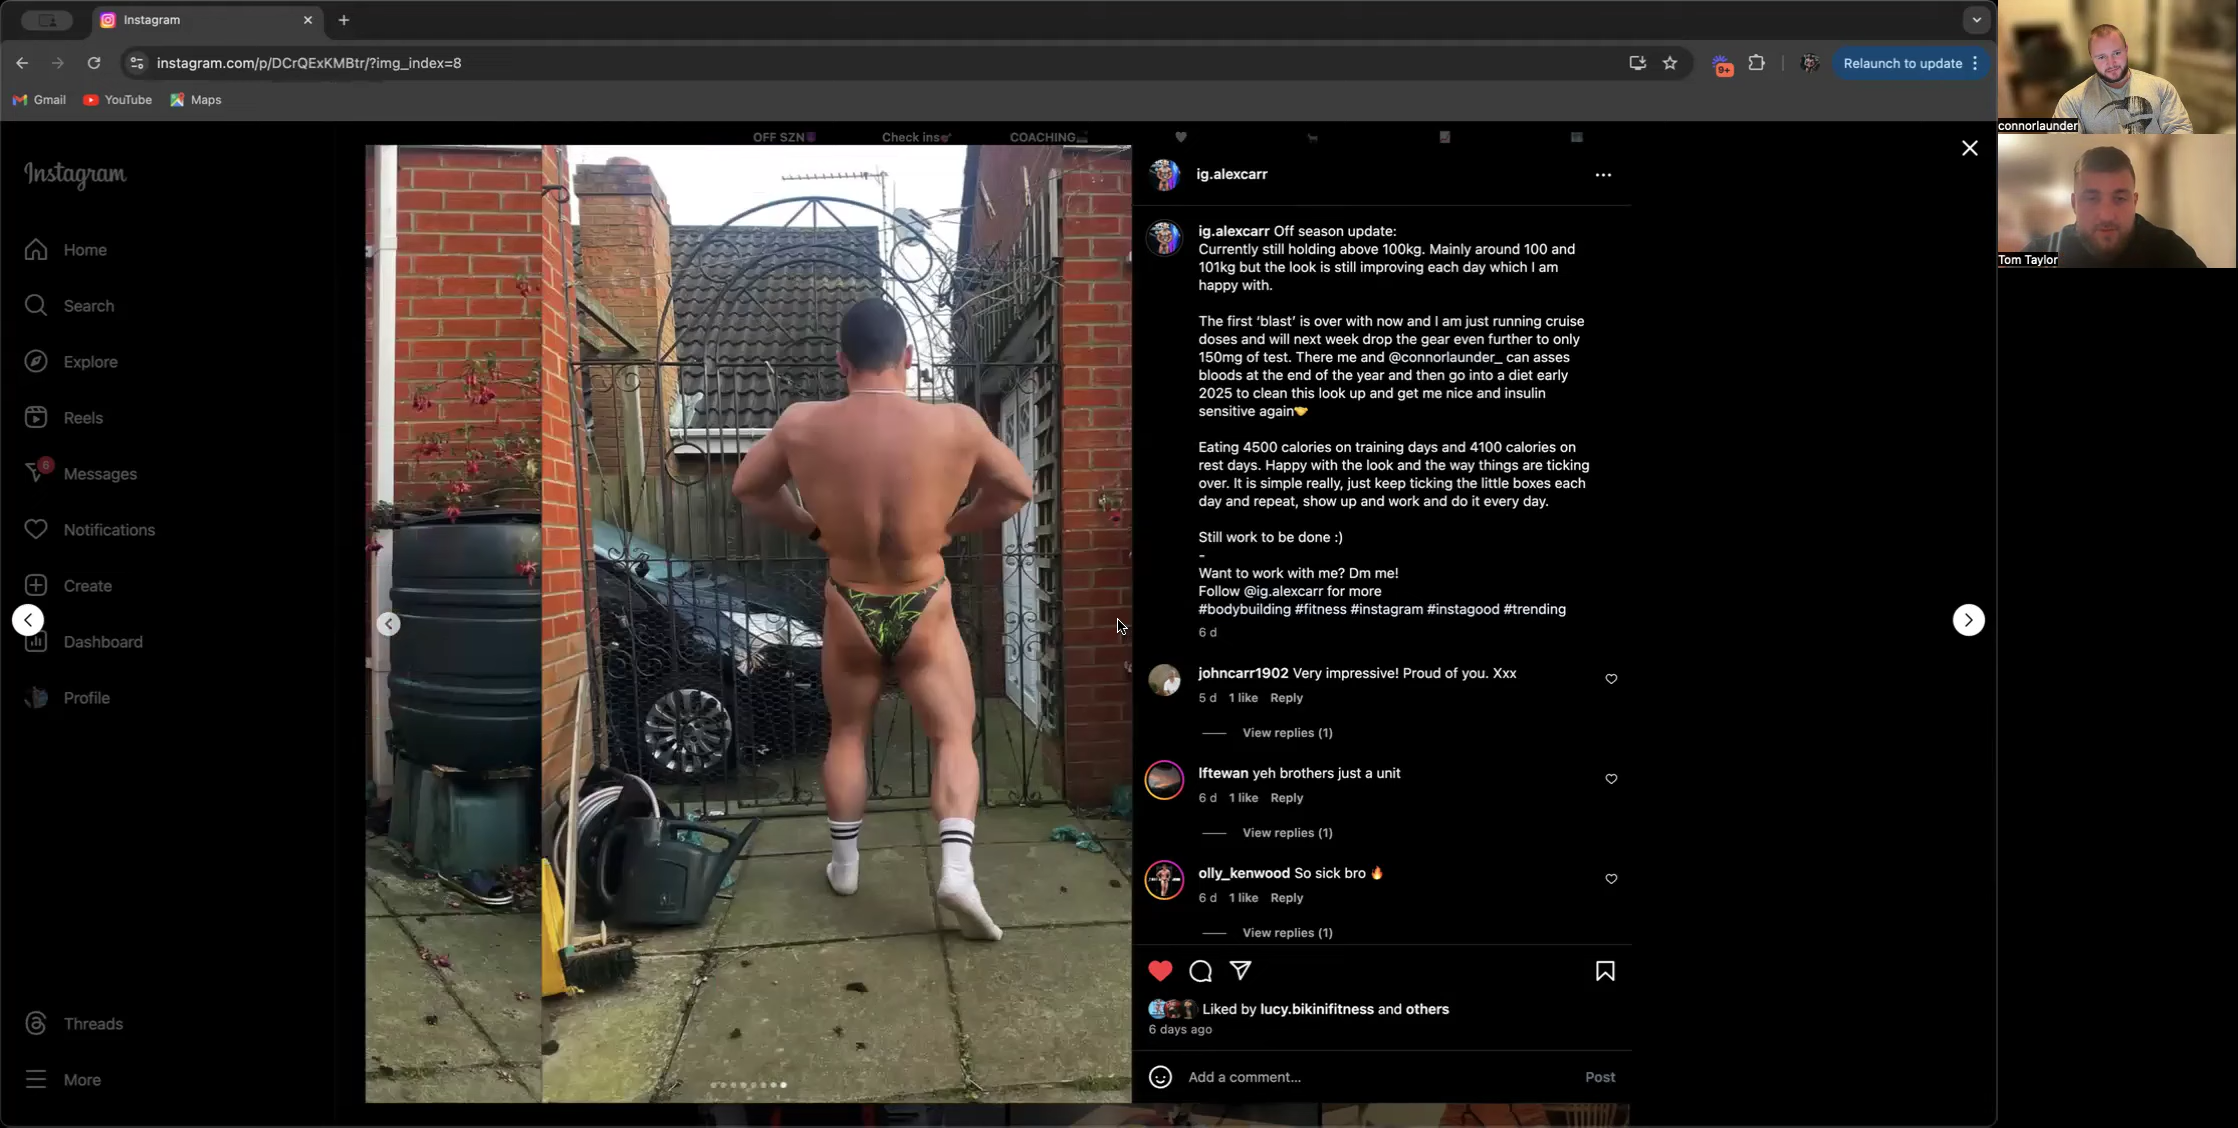 Instagram
instagram.com/p/DCrQExKMBtr/?img_index=8
9+
Relaunch to update
Gmail
YouTube
Maps
connorlaunder
Tom Taylor
OFF SZN
Check ins
COACHING
Instagram
Home
Search
Explore
Reels
6
Messages
Notifications
Create
Dashboard
Profile
Threads
More
ig.alexcarr
ig.alexcarr Off season update:
Currently still holding above 100kg. Mainly around 100 and
101kg but the look is still improving each day which I am
happy with.
The first ‘blast’ is over with now and I am just running cruise
doses and will next week drop the gear even further to only
150mg of test. There me and @connorlaunder_ can asses
bloods at the end of the year and then go into a diet early
2025 to clean this look up and get me nice and insulin
sensitive again🤝
Eating 4500 calories on training days and 4100 calories on
rest days. Happy with the look and the way things are ticking
over. It is simple really, just keep ticking the little boxes each
day and repeat, show up and work and do it every day.
Still work to be done :)
-
Want to work with me? Dm me!
Follow @ig.alexcarr for more
#bodybuilding #fitness #instagram #instagood #trending
6 d
johncarr1902 Very impressive! Proud of you. Xxx
5 d 1 like Reply
View replies (1)
lftewan yeh brothers just a unit
6 d 1 like Reply
View replies (1)
olly_kenwood So sick bro 🔥
6 d 1 like Reply
View replies (1)
Liked by lucy.bikinifitness and others
6 days ago
Add a comment...
Post